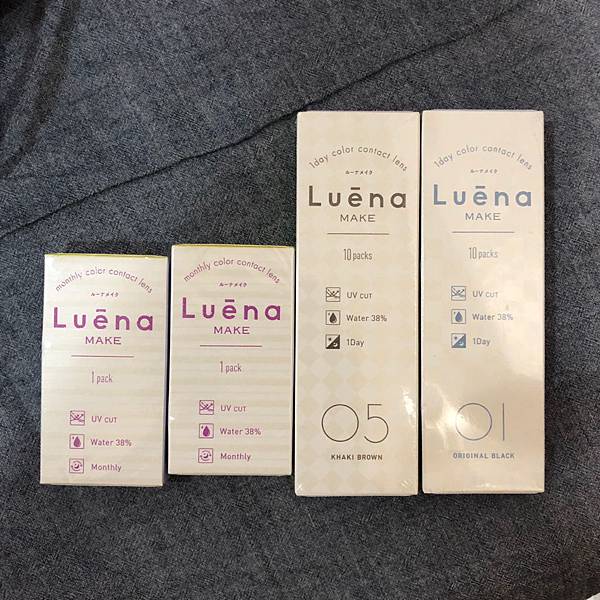 monthly color contact lens
ルーナメイク
Luēna
MAKE
1 pack
UV CUT
Water 38%
Monthly
monthly color contact lens
ルーナメイク
Luēna
MAKE
1 pack
UV CUT
Water 38%
Monthly
1day color contact lens
ルーナメイク
Luēna
MAKE
10 packs
UV CUT
Water 38%
1Day
05
KHAKI BROWN
1day color contact lens
ルーナメイク
Luēna
MAKE
10 packs
UV CUT
Water 38%
1Day
01
ORIGINAL BLACK